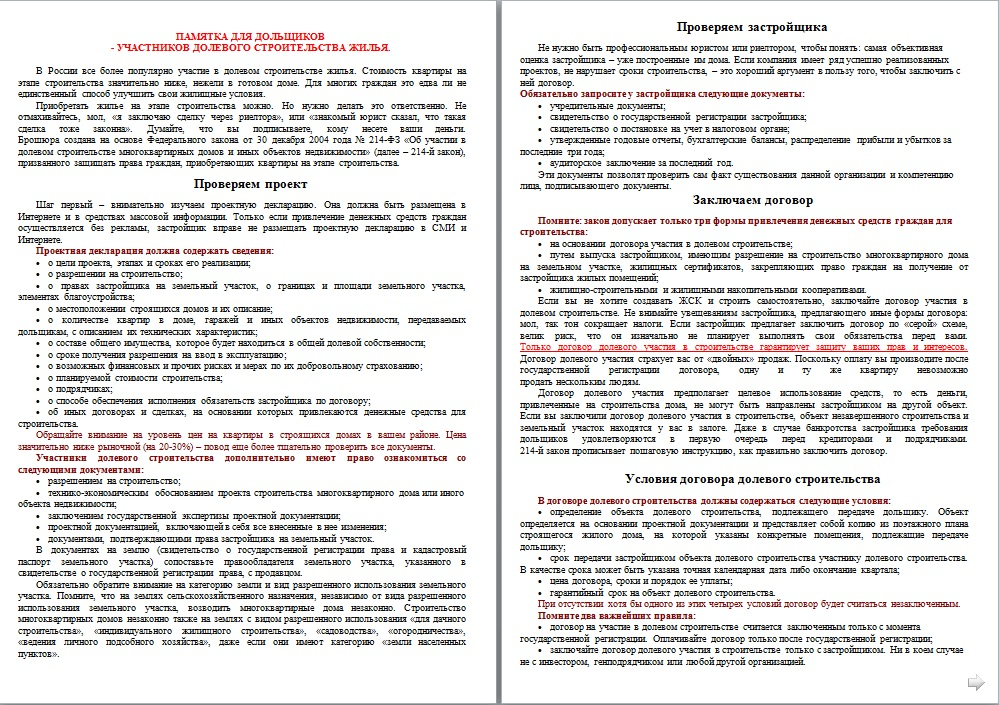 ПАМЯТКА ДЛЯ ДОЛЬЩИКОВ
- УЧАСТНИКОВ ДОЛЕВОГО СТРОИТЕЛЬСТВА ЖИЛЬЯ.
В России все более популярно участие в долевом строительстве жилья. Стоимость квартиры на
этапе строительства значительно ниже, нежели в готовом доме. Для многих граждан это едва ли не
единственный способ улучшить свои жилищные условия.
Приобретать жилье на этапе строительства можно. Но нужно делать это ответственно. Не
отмахивайтесь, мол, «я заключаю сделку через риелтора», или «знакомый юрист сказал, что такая
сделка тоже законна». Думайте, что вы подписываете, кому несете ваши деньги.
Брошюра создана на основе Федерального закона от 30 декабря 2004 года № 214-ФЗ «Об участии в
долевом строительстве многоквартирных домов и иных объектов недвижимости» (далее – 214-й закон),
призванного защищать права граждан, приобретающих квартиры на этапе строительства.
Проверяем проект
Шаг первый – внимательно изучаем проектную декларацию. Она должна быть размещена в
Интернете и в средствах массовой информации. Только если привлечение денежных средств граждан
осуществляется без рекламы, застройщик вправе не размещать проектную декларацию в СМИ и
Интернете.
Проектная декларация должна содержать сведения:
• о цели проекта, этапах и сроках его реализации;
• о разрешении на строительство;
• о правах застройщика на земельный участок, о границах и площади земельного участка,
элементах благоустройства;
• о местоположении строящихся домов и их описание;
• о количестве квартир в доме, гаражей и иных объектов недвижимости, передаваемых
дольщикам, с описанием их технических характеристик;
• о составе общего имущества, которое будет находиться в общей долевой собственности;
• о сроке получения разрешения на ввод в эксплуатацию;
• о возможных финансовых и прочих рисках и мерах по их добровольному страхованию;
• о планируемой стоимости строительства;
• о подрядчиках;
• о способе обеспечения исполнения обязательств застройщика по договору;
• об иных договорах и сделках, на основании которых привлекаются денежные средства для
строительства.
Обращайте внимание на уровень цен на квартиры в строящихся домах в вашем районе. Цена
значительно ниже рыночной (на 20-30%) – повод еще более тщательно проверить все документы.
Участники долевого строительства дополнительно имеют право ознакомиться со
следующими документами:
• разрешением на строительство;
• технико-экономическим обоснованием проекта строительства многоквартирного дома или иного
объекта недвижимости;
• заключением государственной экспертизы проектной документации;
• проектной документацией, включающей в себя все внесенные в нее изменения;
• документами, подтверждающими права застройщика на земельный участок.
В документах на землю (свидетельство о государственной регистрации права и кадастровый
паспорт земельного участка) сопоставьте правообладателя земельного участка, указанного в
свидетельстве о государственной регистрации права, с продавцом.
Обязательно обратите внимание на категорию земли и вид разрешенного использования земельного
участка. Помните, что на землях сельскохозяйственного назначения, независимо от вида разрешенного
использования земельного участка, возводить многоквартирные дома незаконно. Строительство
многоквартирных домов незаконно также на землях с видом разрешенного использования «для дачного
строительства», «индивидуального жилищного строительства», «садоводства», «огородничества»,
«ведения личного подсобного хозяйства», даже если они имеют категорию «земли населенных
пунктов».
Проверяем застройщика
Не нужно быть профессиональным юристом или риелтором, чтобы понять: самая объективная
оценка застройщика – уже построенные им дома. Если компания имеет ряд успешно реализованных
проектов, не нарушает сроки строительства, – это хороший аргумент в пользу того, чтобы заключить с
ней договор.
Обязательно запросите у застройщика следующие документы:
• учредительные документы;
• свидетельство о государственной регистрации застройщика;
• свидетельство о постановке на учет в налоговом органе;
• утвержденные годовые отчеты, бухгалтерские балансы, распределение прибыли и убытков за
последние три года;
• аудиторское заключение за последний год.
Эти документы позволят проверить сам факт существования данной организации и компетенцию
лица, подписывающего документы.
Заключаем договор
Помните: закон допускает только три формы привлечения денежных средств граждан для
строительства:
• на основании договора участия в долевом строительстве;
• путем выпуска застройщиком, имеющим разрешение на строительство многоквартирного дома
на земельном участке, жилищных сертификатов, закрепляющих право граждан на получение от
застройщика жилых помещений;
• жилищно-строительными и жилищными накопительными кооперативами.
Если вы не хотите создавать ЖСК и строить самостоятельно, заключайте договор участия в
долевом строительстве. Не внимайте увещеваниям застройщика, предлагающего иные формы договора:
мол, так тон сокращает налоги. Если застройщик предлагает заключить договор по «серой» схеме,
велик риск, что он изначально не планирует выполнять свои обязательства перед вами.
Только договор долевого участия в строительстве гарантирует защиту ваших прав и интересов.
Договор долевого участия страхует вас от «двойных» продаж. Поскольку оплату вы производите после
государственной регистрации договора, одну и ту же квартиру невозможно
продать нескольким людям.
Договор долевого участия предполагает целевое использование средств, то есть деньги,
привлеченные на строительства дома, не могут быть направлены застройщиком на другой объект.
Если вы заключили договор долевого участия в строительстве, объект незавершенного строительства и
земельный участок находятся у вас в залоге. Даже в случае банкротства застройщика требования
дольщиков удовлетворяются в первую очередь перед кредиторами и подрядчиками.
214-й закон прописывает пошаговую инструкцию, как правильно заключить договор.
Условия договора долевого строительства
В договоре долевого строительства должны содержаться следующие условия:
• определение объекта долевого строительства, подлежащего передаче дольщику. Объект
определяется на основании проектной документации и представляет собой копию из поэтажного плана
строящегося жилого дома, на которой указаны конкретные помещения, подлежащие передаче
дольщику;
• срок передачи застройщиком объекта долевого строительства участнику долевого строительства.
В качестве срока может быть указана точная календарная дата либо окончание квартала;
• цена договора, сроки и порядок ее уплаты;
• гарантийный срок на объект долевого строительства.
При отсутствии хотя бы одного из этих четырех условий договор будет считаться незаключенным.
Помните два важнейших правила:
• договор на участие в долевом строительстве считается заключенным только с момента
государственной регистрации. Оплачивайте договор только после государственной регистрации;
• заключайте договор долевого участия в строительстве только с застройщиком. Ни в коем случае
не с инвестором, генподрядчиком или любой другой организацией.